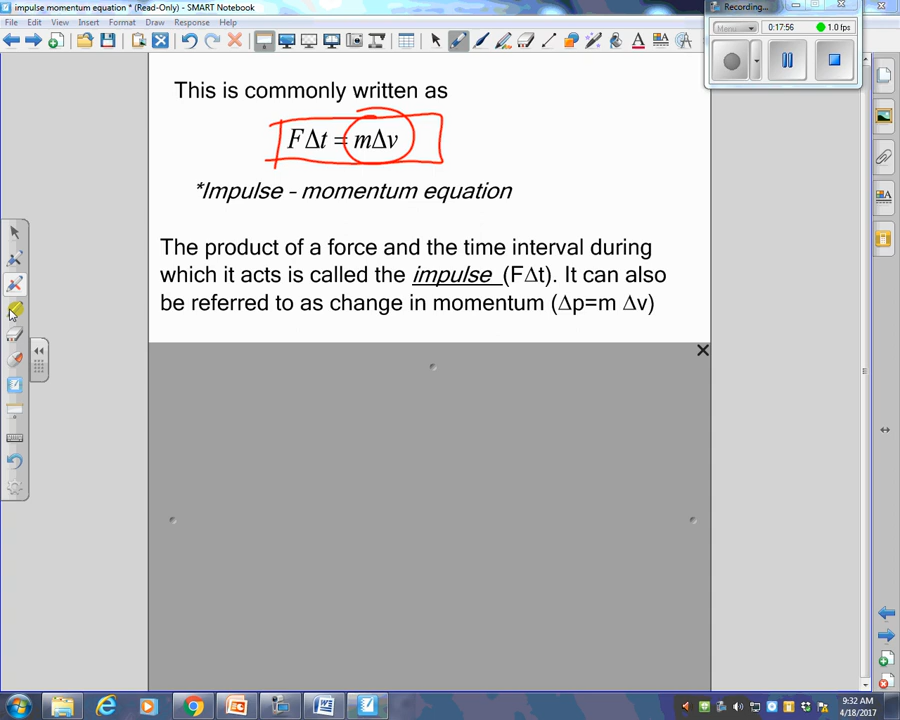 impulse momentum equation * (Read-Only) — SMART Notebook
Recording...
File Edit View Insert Format Draw Response Help
Menu
0:17:56
1.0 fps
This is commonly written as
FΔt = mΔv
*Impulse – momentum equation
The product of a force and the time interval during
which it acts is called the impulse (FΔt). It can also
be referred to as change in momentum (Δp=m Δv)
9:32 AM
4/18/2017